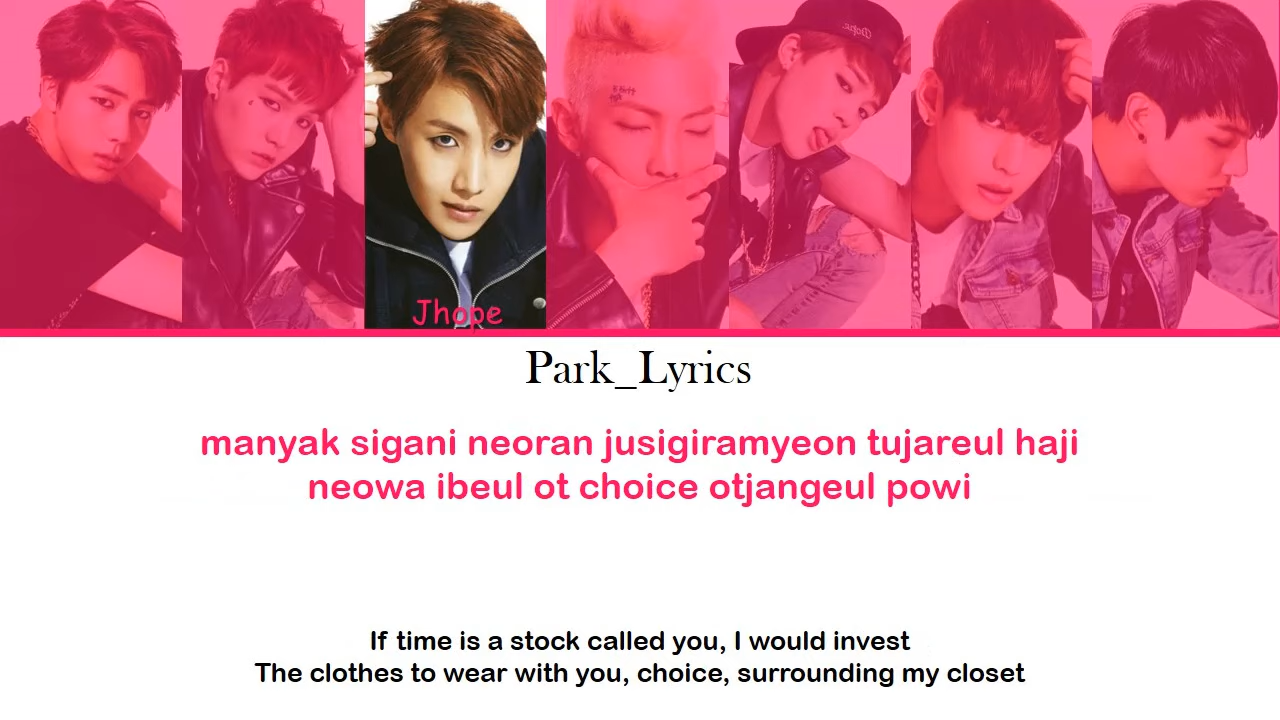 Jhope
Park_Lyrics
manyak sigani neoran jusigiramyeon tujareul haji
neowa ibeul ot choice otjangeul powi
If time is a stock called you, I would invest
The clothes to wear with you, choice, surrounding my closet